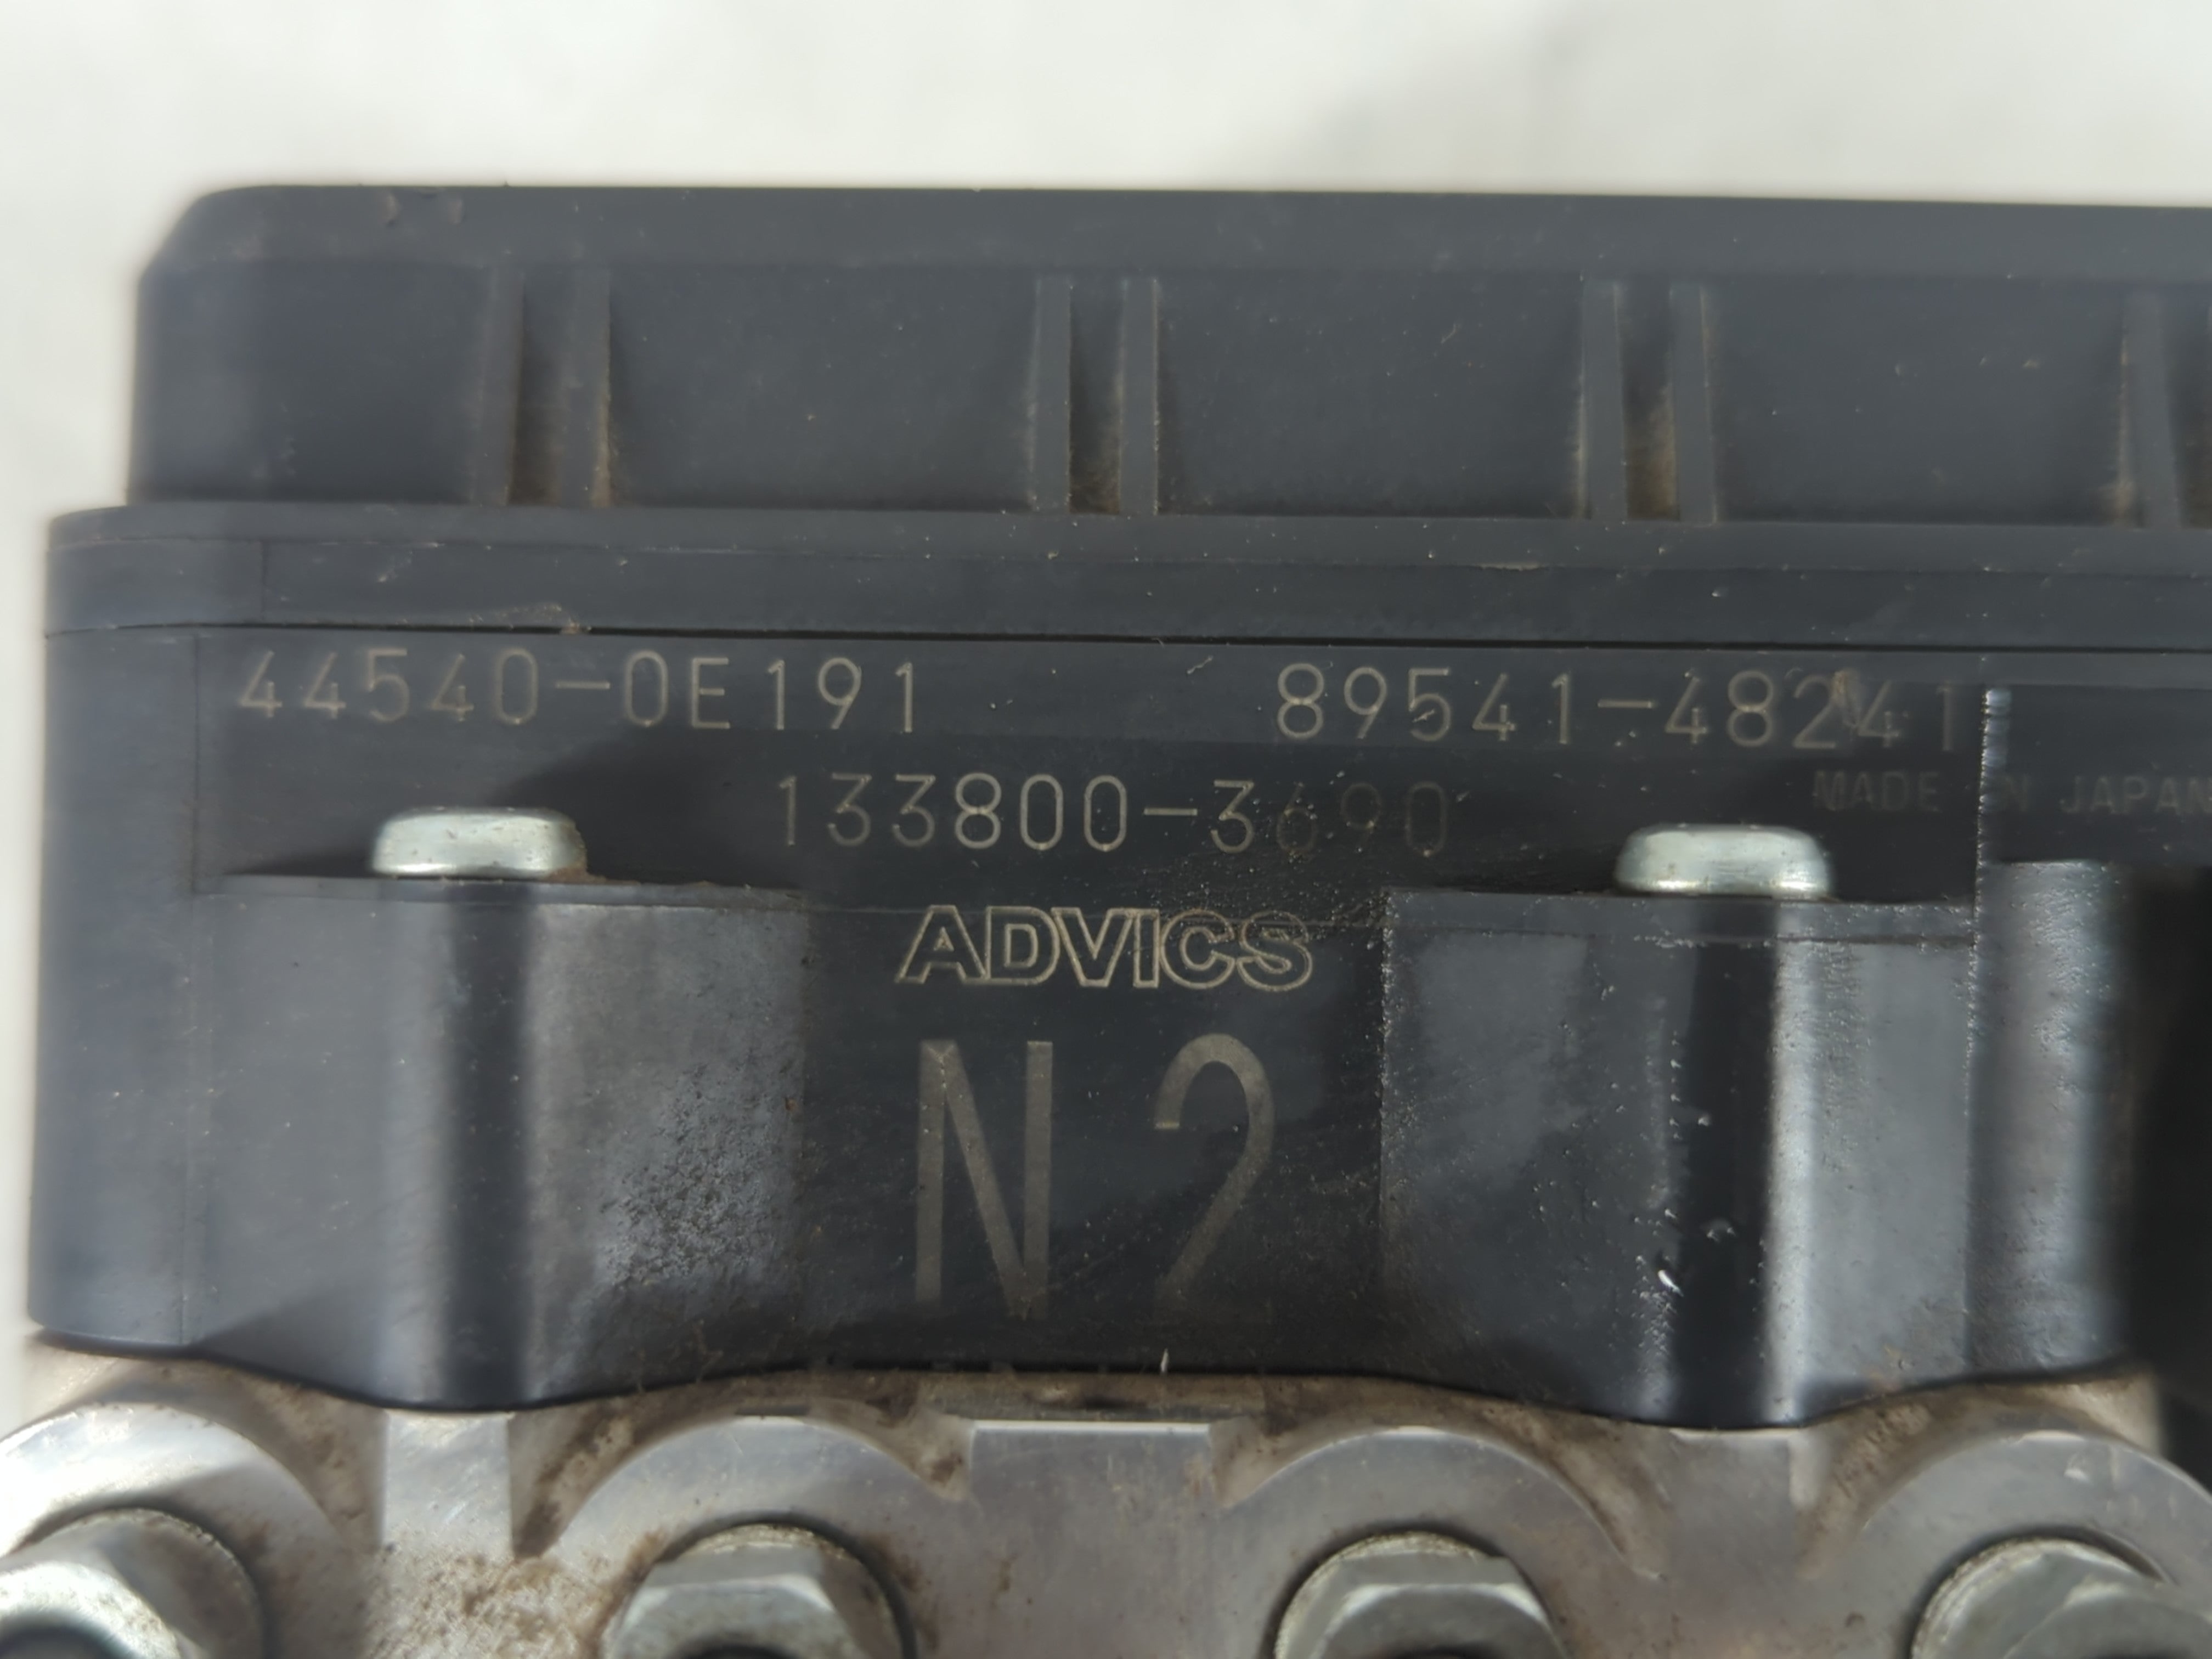 44540-0E191 89541-48241
133800-3690 MADE IN JAPAN
ADVICS
N2